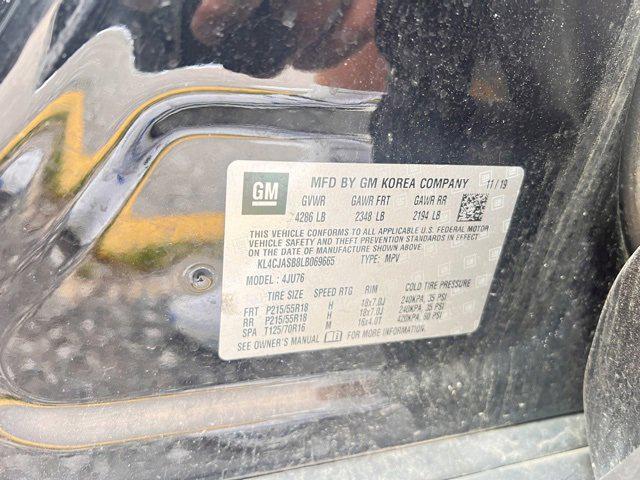 GM
MFD BY GM KOREA COMPANY 11/19
GVWR GAWR FRT GAWR RR
4286 LB 2348 LB 2194 LB
THIS VEHICLE CONFORMS TO ALL APPLICABLE U.S. FEDERAL MOTOR
VEHICLE SAFETY AND THEFT PREVENTION STANDARDS IN EFFECT
ON THE DATE OF MANUFACTURE SHOWN ABOVE.
KL4CJASB8LB069665 TYPE: MPV
MODEL: 4JU76
TIRE SIZE SPEED RTG RIM COLD TIRE PRESSURE
FRT P215/55R18 H 18x7.0J 240KPA, 35 PSI
RR P215/55R18 H 18x7.0J 240KPA, 35 PSI
SPA T125/70R16 M 16x4.0T 420KPA, 60 PSI
SEE OWNER'S MANUAL FOR MORE INFORMATION.